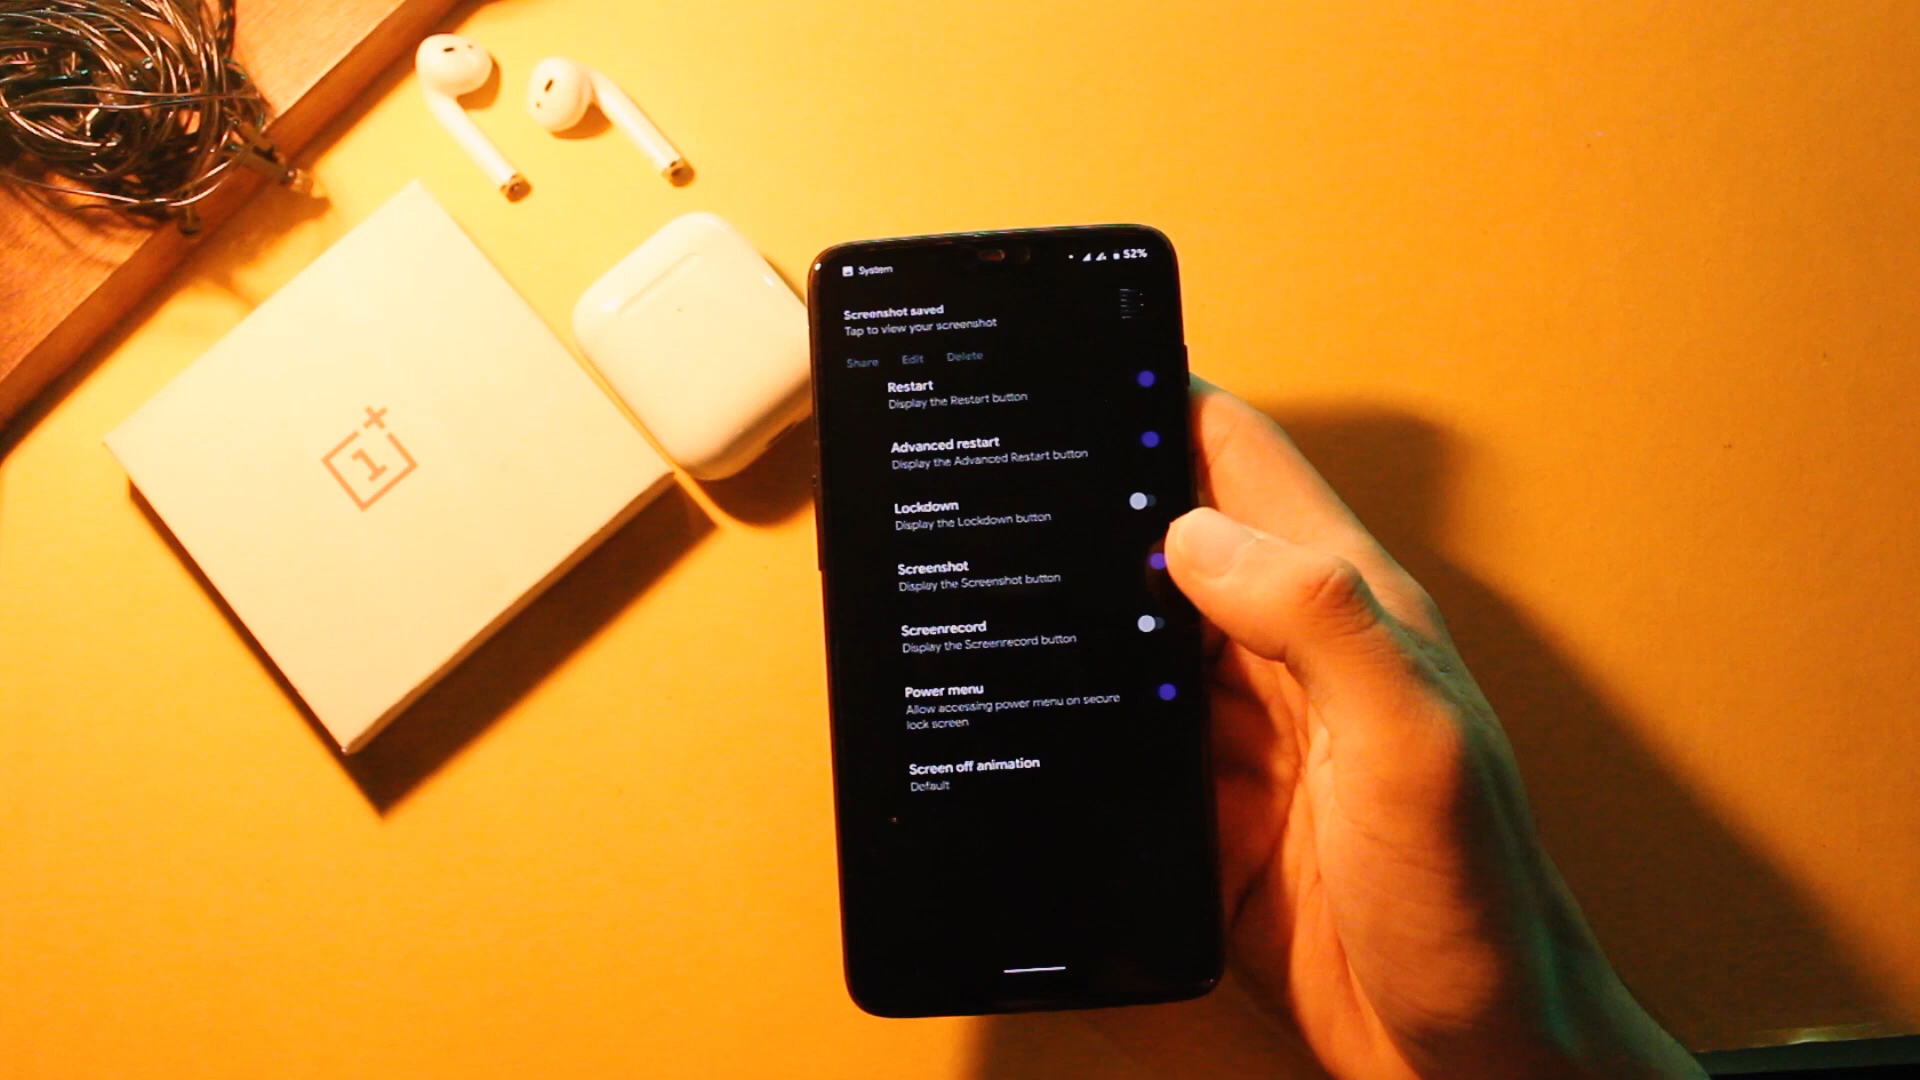 System
52%
Screenshot saved
Tap to view your screenshot
Share Edit Delete
Restart
Display the Restart button
Advanced restart
Display the Advanced Restart button
Lockdown
Display the Lockdown button
Screenshot
Display the Screenshot button
Screenrecord
Display the Screenrecord button
Power menu
Allow accessing power menu on secure
lock screen
Screen off animation
Default
1+